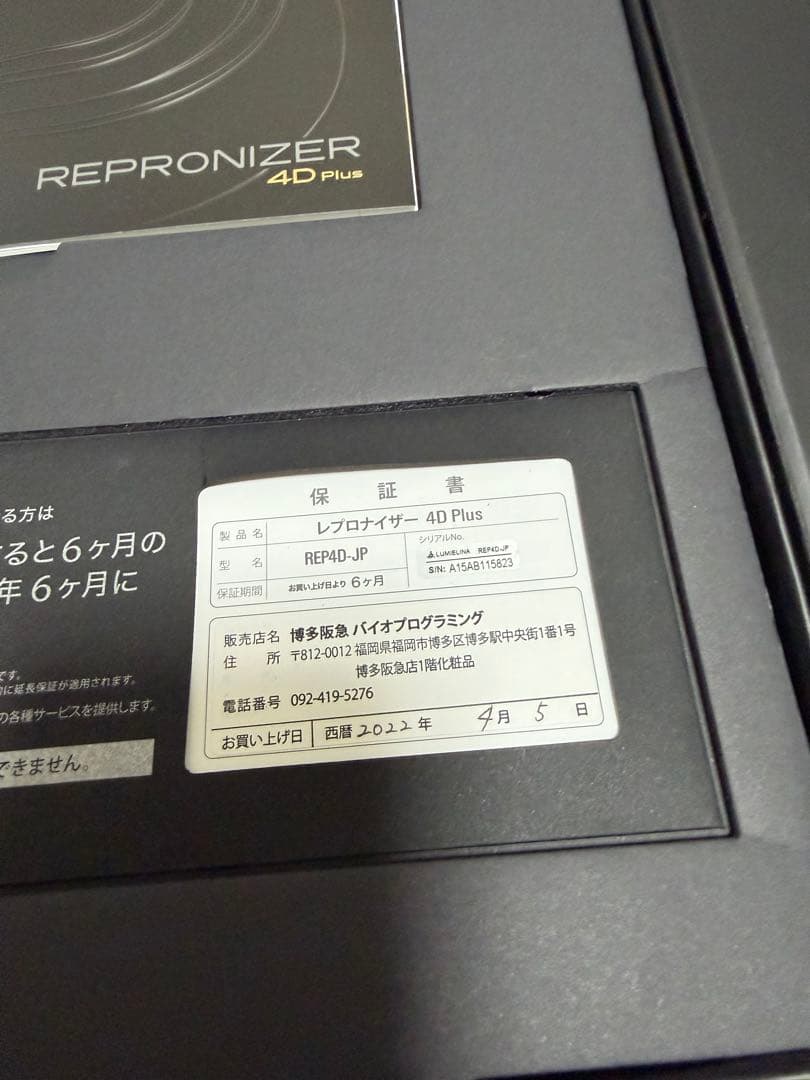 REPRONIZER
4D Plus
る方は
すると6ヶ月の
年6ヶ月に
です。
的に延長保証が適用されます。
の各種サービスを提供します。
できません。
保証書
製品名 レプロナイザー 4D Plus
型名 REP4D-JP シリアルNo.
LUMIELINA REP4D-JP
S/N: A15AB115823
保証期間 お買い上げ日より 6ヶ月
販売店名 博多阪急 バイオプログラミング
住所 〒812-0012 福岡県福岡市博多区博多駅中央街1番1号
博多阪急店1階化粧品
電話番号 092-419-5276
お買い上げ日 西暦 2022年 4月 5日